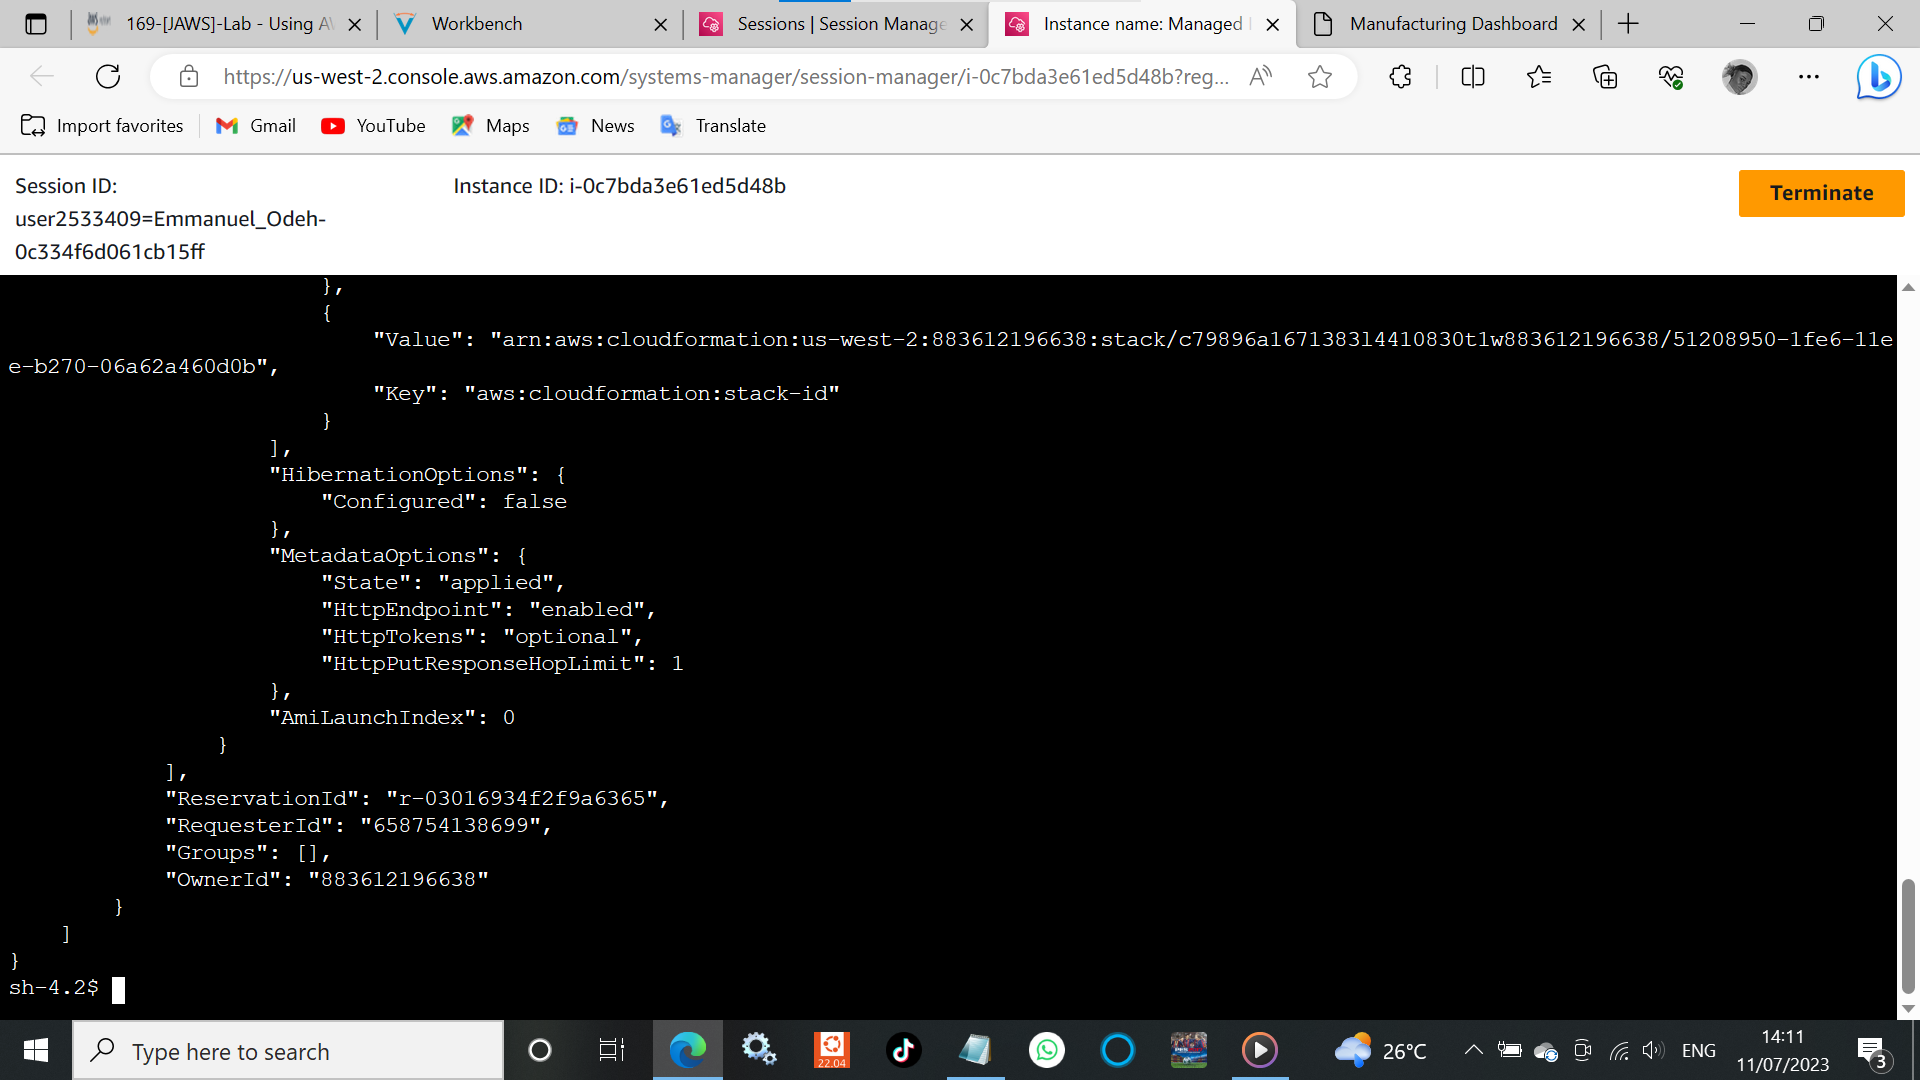 169-[JAWS]-Lab - Using A
Workbench
Sessions | Session Manage
Instance name: Managed
Manufacturing Dashboard
https://us-west-2.console.aws.amazon.com/systems-manager/session-manager/i-0c7bda3e61ed5d48b?reg...
Import favorites
Gmail
YouTube
Maps
News
Translate
Session ID:
user2533409=Emmanuel_Odeh-
0c334f6d061cb15ff
Instance ID: i-0c7bda3e61ed5d48b
Terminate
},
{
"Value": "arn:aws:cloudformation:us-west-2:883612196638:stack/c79896a1671383l4410830t1w883612196638/51208950-1fe6-11e
e-b270-06a62a460d0b",
"Key": "aws:cloudformation:stack-id"
}
],
"HibernationOptions": {
"Configured": false
},
"MetadataOptions": {
"State": "applied",
"HttpEndpoint": "enabled",
"HttpTokens": "optional",
"HttpPutResponseHopLimit": 1
},
"AmiLaunchIndex": 0
}
],
"ReservationId": "r-03016934f2f9a6365",
"RequesterId": "658754138699",
"Groups": [],
"OwnerId": "883612196638"
}
]
}
sh-4.2$
Type here to search
22.04
26°C
ENG
14:11
11/07/2023
3